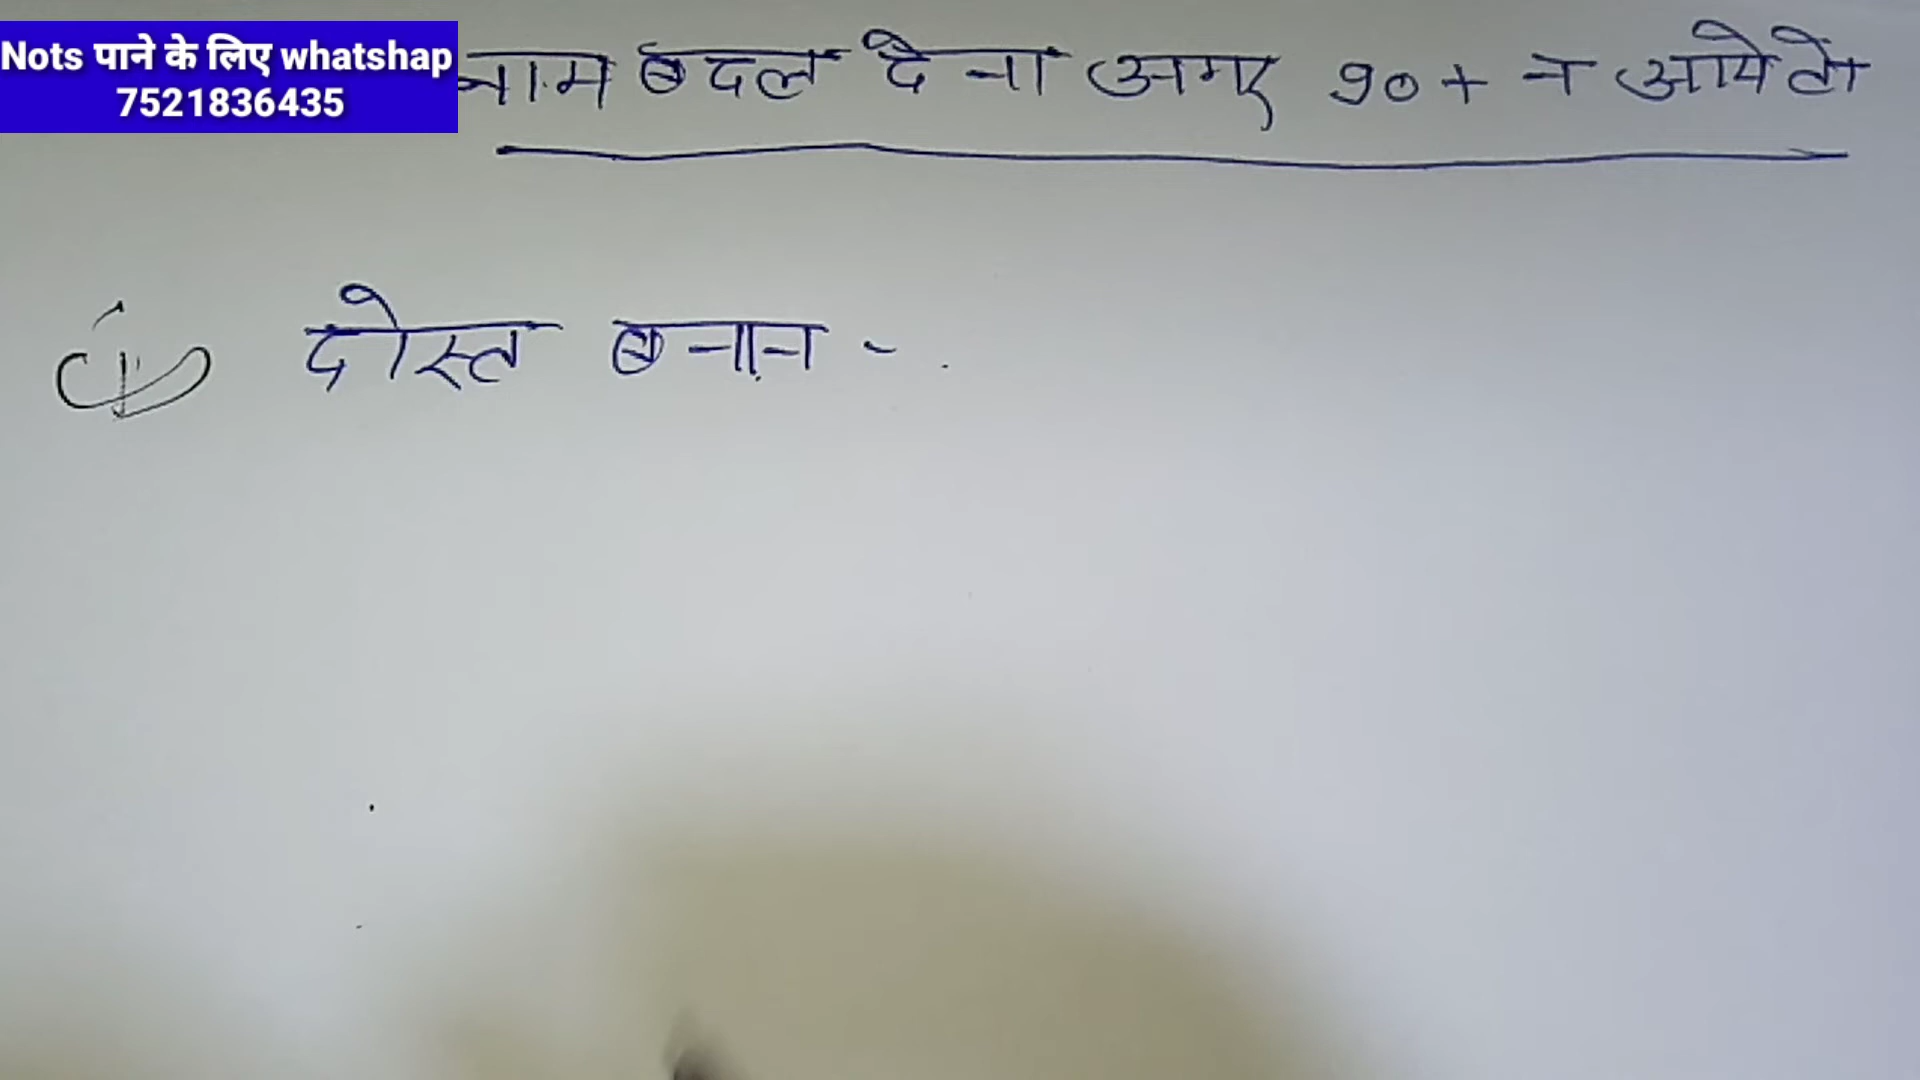 Nots पाने के लिए whatshap
7521836435
नाम बदल देना अगर 90+ न आये तो
① दोस्त बनान -